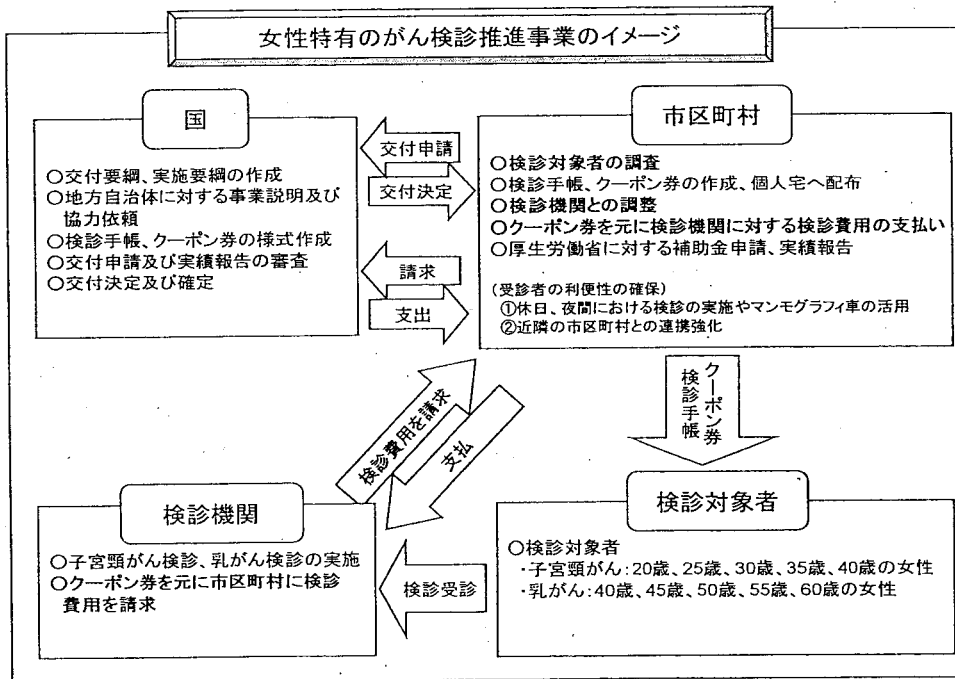 女性特有のがん検診推進事業のイメージ
国
○交付要綱、実施要綱の作成
○地方自治体に対する事業説明及び
協力依頼
○検診手帳、クーポン券の様式作成
○交付申請及び実績報告の審査
○交付決定及び確定
交付申請
交付決定
請求
支出
市区町村
○検診対象者の調査
○検診手帳、クーポン券の作成、個人宅へ配布
○検診機関との調整
○クーポン券を元に検診機関に対する検診費用の支払い
○厚生労働省に対する補助金申請、実績報告
(受診者の利便性の確保)
①休日、夜間における検診の実施やマンモグラフィ車の活用
②近隣の市区町村との連携強化
クーポン券
検診手帳
検診費用を請求
支払
検診機関
○子宮頸がん検診、乳がん検診の実施
○クーポン券を元に市区町村に検診
費用を請求
検診受診
検診対象者
○検診対象者
・子宮頸がん:20歳、25歳、30歳、35歳、40歳の女性
・乳がん:40歳、45歳、50歳、55歳、60歳の女性